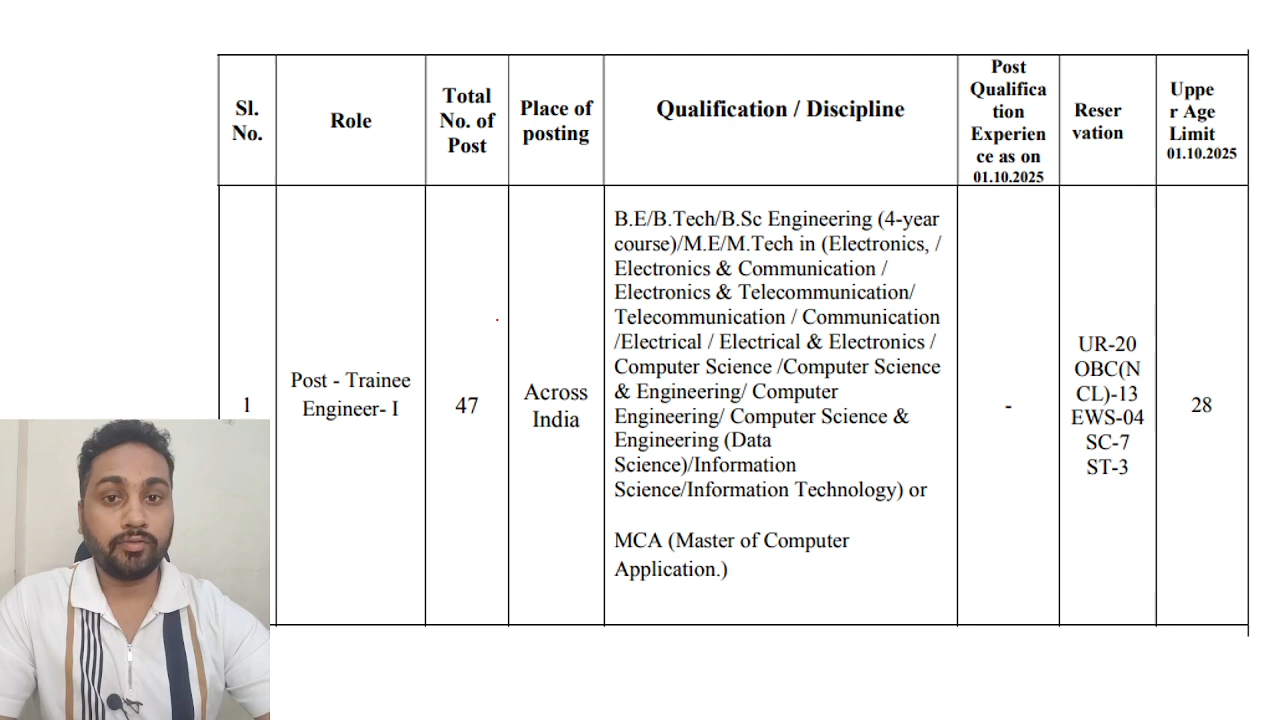 Sl.
No.
Role
Total
No. of
Post
Place of
posting
Qualification / Discipline
Post
Qualifica
tion
Experien
ce as on
01.10.2025
Reser
vation
Uppe
r Age
Limit
01.10.2025
1
Post - Trainee
Engineer- I
47
Across
India
B.E/B.Tech/B.Sc Engineering (4-year
course)/M.E/M.Tech in (Electronics, /
Electronics & Communication /
Electronics & Telecommunication/
Telecommunication / Communication
/Electrical / Electrical & Electronics /
Computer Science /Computer Science
& Engineering/ Computer
Engineering/ Computer Science &
Engineering (Data
Science)/Information
Science/Information Technology) or
MCA (Master of Computer
Application.)
-
UR-20
OBC(N
CL)-13
EWS-04
SC-7
ST-3
28